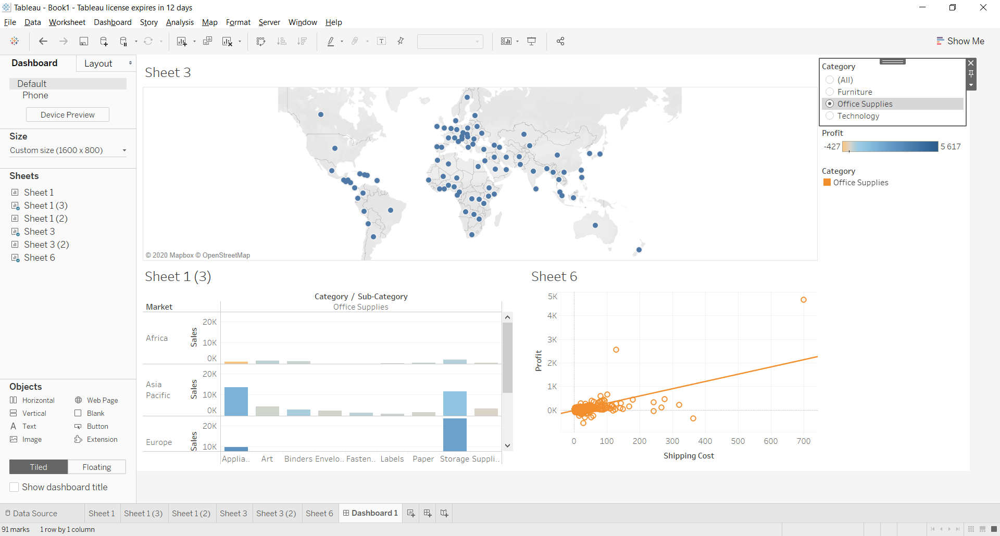 Tableau - Book1 - Tableau license expires in 12 days
File Data Worksheet Dashboard Story Analysis Map Format Server Window Help
Show Me
Dashboard
Layout
Default
Phone
Device Preview
Size
Custom size (1600 x 800)
Sheets
Sheet 1
Sheet 1 (3)
Sheet 1 (2)
Sheet 3
Sheet 3 (2)
Sheet 6
Objects
Horizontal
Web Page
Vertical
Blank
A Text
Button
Image
Extension
Tiled
Floating
Show dashboard title
Sheet 3
© 2020 Mapbox © OpenStreetMap
Category
(All)
Furniture
Office Supplies
Technology
Profit
-427
5 617
Category
Office Supplies
Sheet 1 (3)
Category / Sub-Category
Market
Office Supplies
Africa
Sales
20K
10K
0K
Asia
Pacific
Sales
20K
10K
0K
Europe
Sales
20K
10K
Applia.. Art Binders Envelo.. Fasten.. Labels Paper Storage Suppli..
Sheet 6
Profit
5K
4K
3K
2K
1K
0K
0 100 200 300 400 500 600 700
Shipping Cost
Data Source Sheet 1 Sheet 1 (3) Sheet 1 (2) Sheet 3 Sheet 3 (2) Sheet 6 Dashboard 1
91 marks 1 row by 1 column